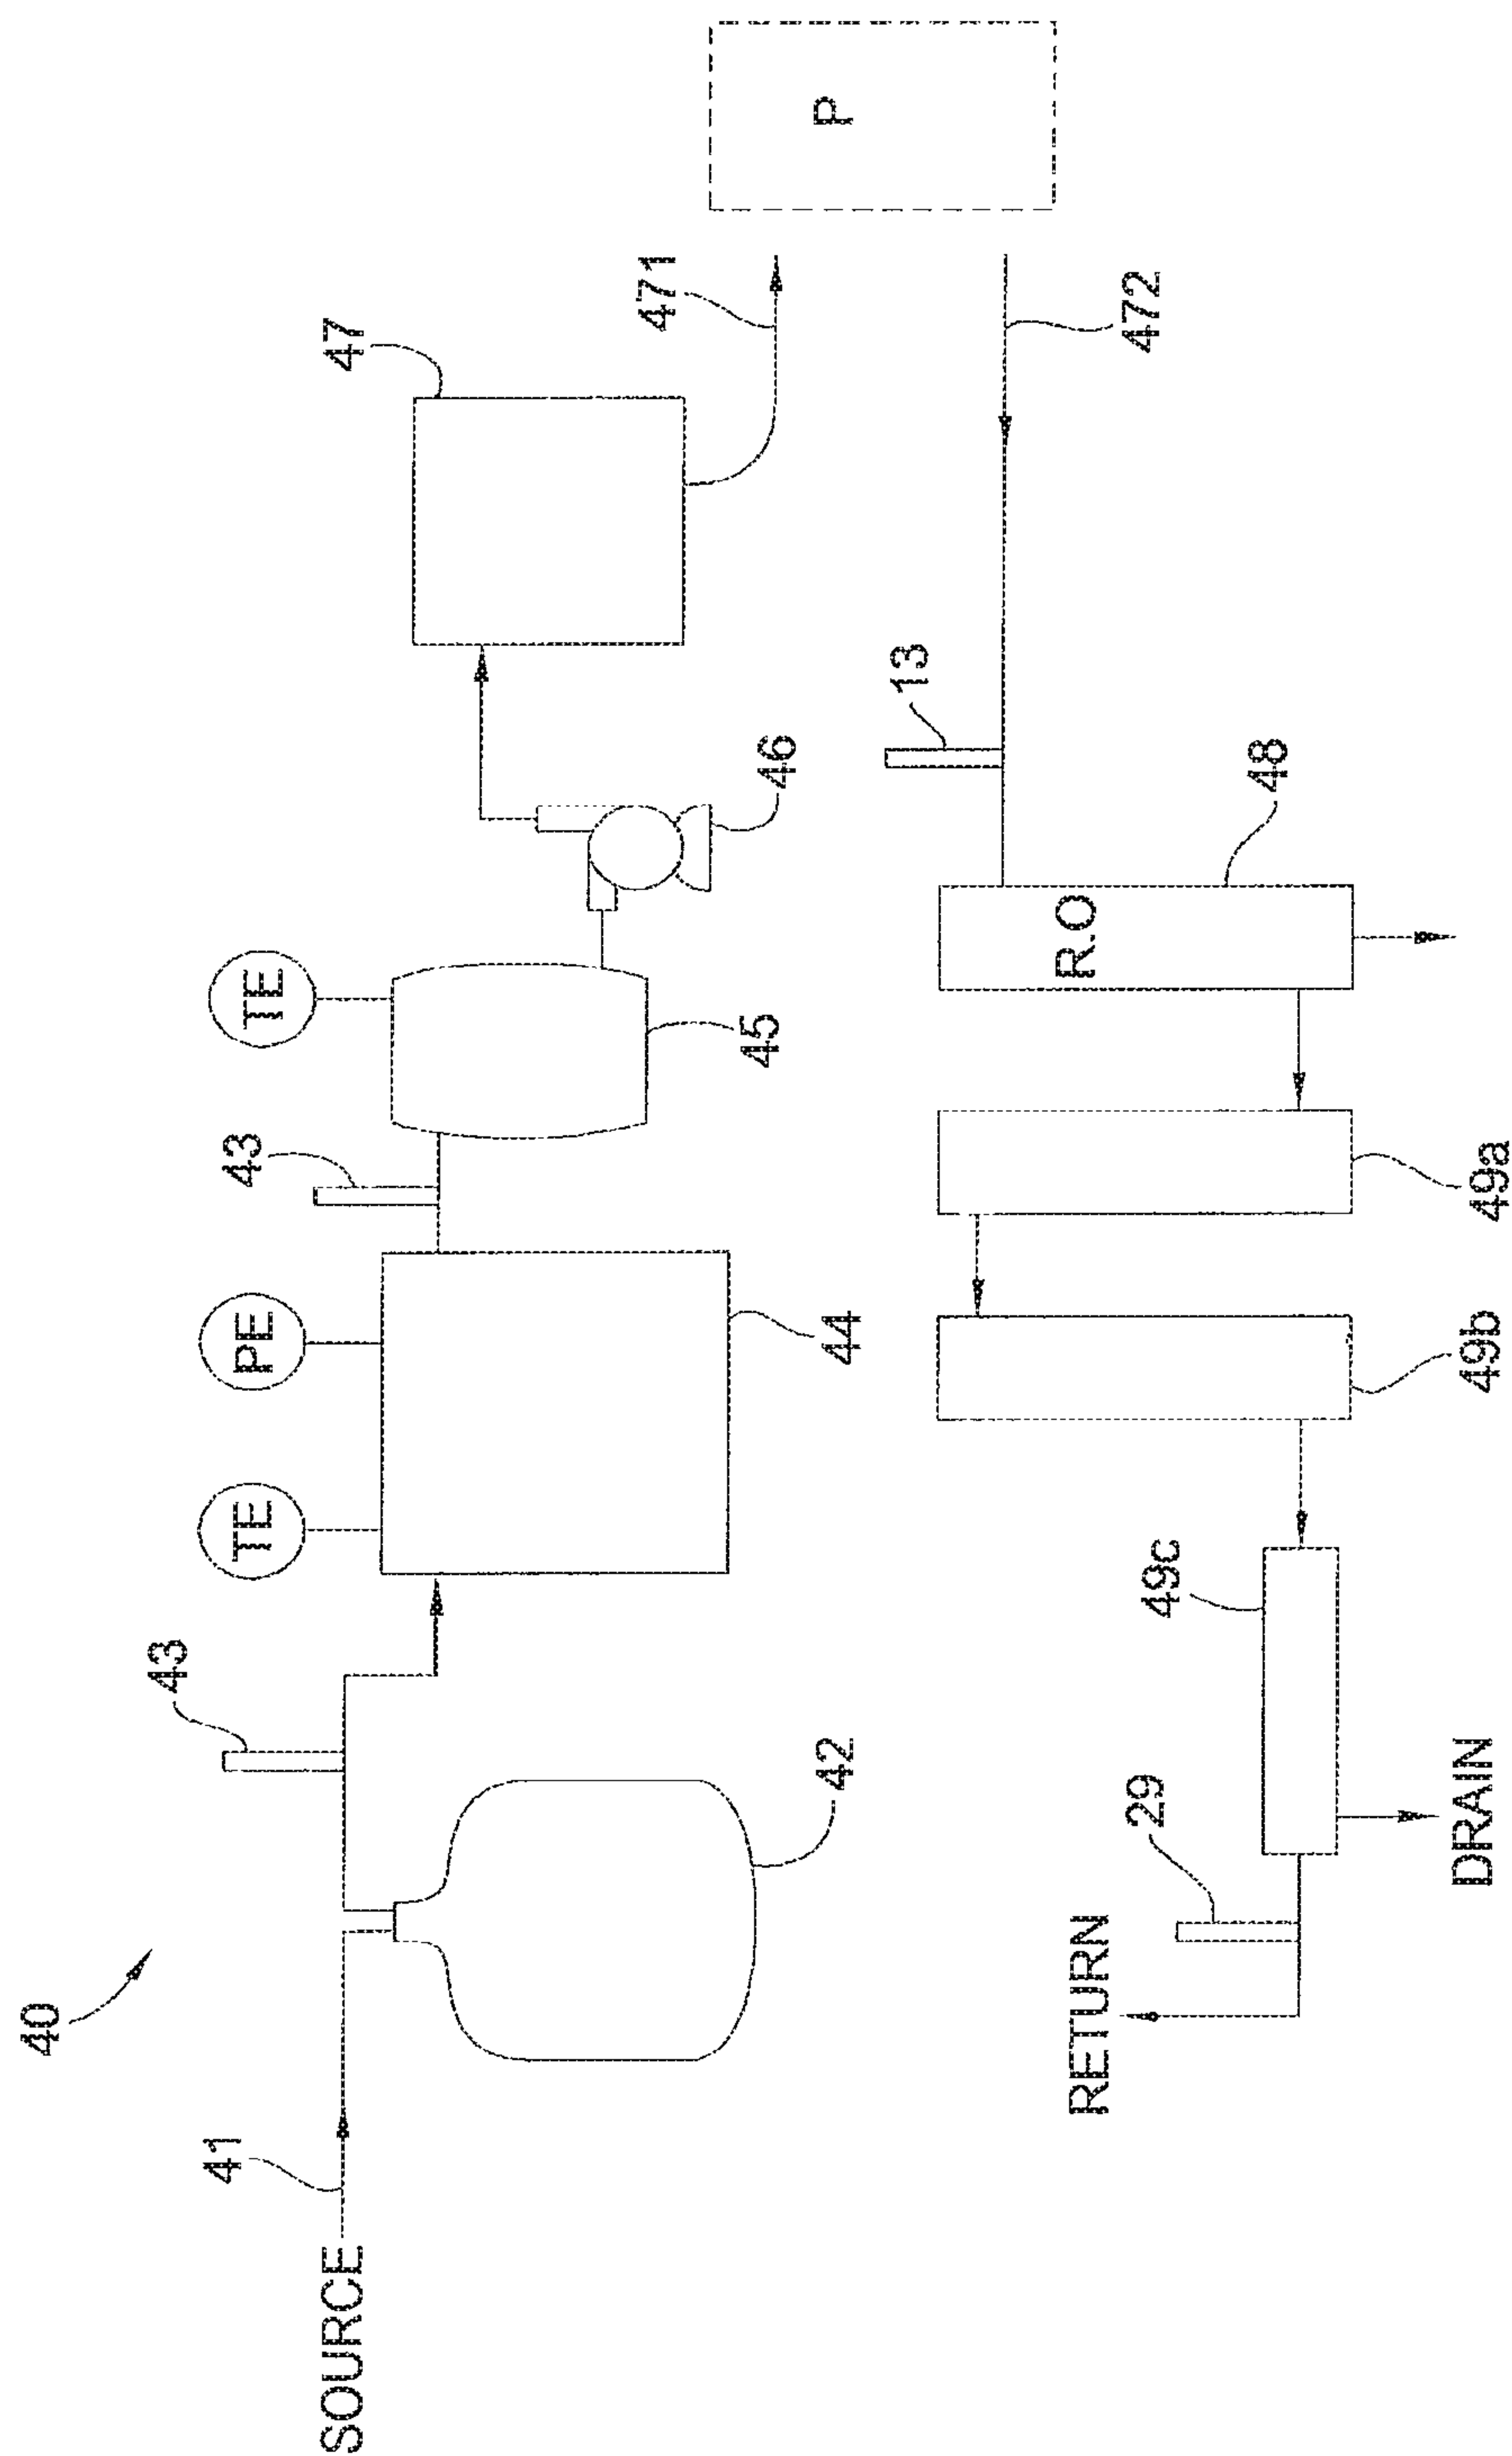 40
SOURCE
41
42
43
TE
PE
44
43
TE
45
46
47
471
P
472
13
R.O
48
49a
49b
49c
DRAIN
29
RETURN